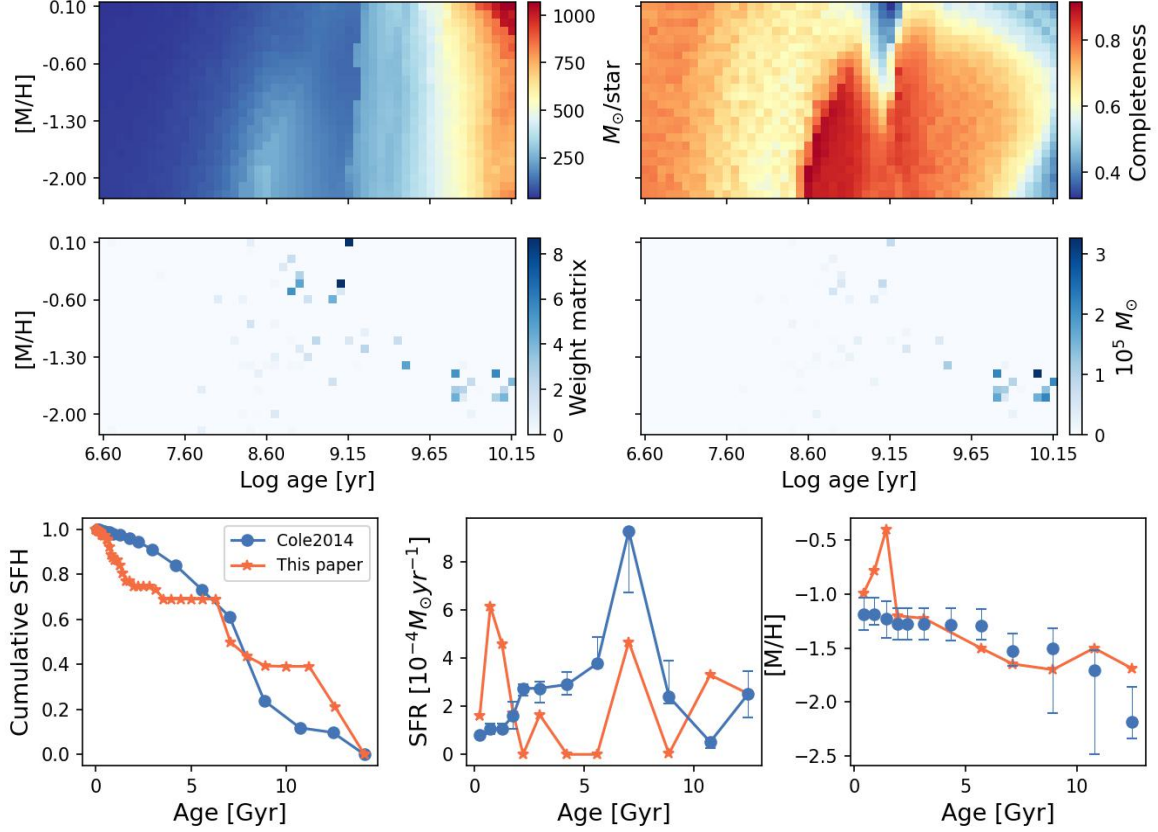 0.10
-0.60
-1.30
-2.00
[M/H]
1000
750
500
250
M⊙/star
0.8
0.6
0.4
Completeness
0.10
-0.60
-1.30
-2.00
[M/H]
6.60 7.60 8.60 9.15 9.65 10.15
Log age [yr]
8
6
4
2
0
Weight matrix
6.60 7.60 8.60 9.15 9.65 10.15
Log age [yr]
3
2
1
0
10⁵ M⊙
1.0
0.8
0.6
0.4
0.2
0.0
Cumulative SFH
Cole2014
This paper
0 5 10
Age [Gyr]
8
6
4
2
0
SFR [10⁻⁴M⊙yr⁻¹]
0 5 10
Age [Gyr]
−0.5
−1.0
−1.5
−2.0
−2.5
[M/H]
0 5 10
Age [Gyr]